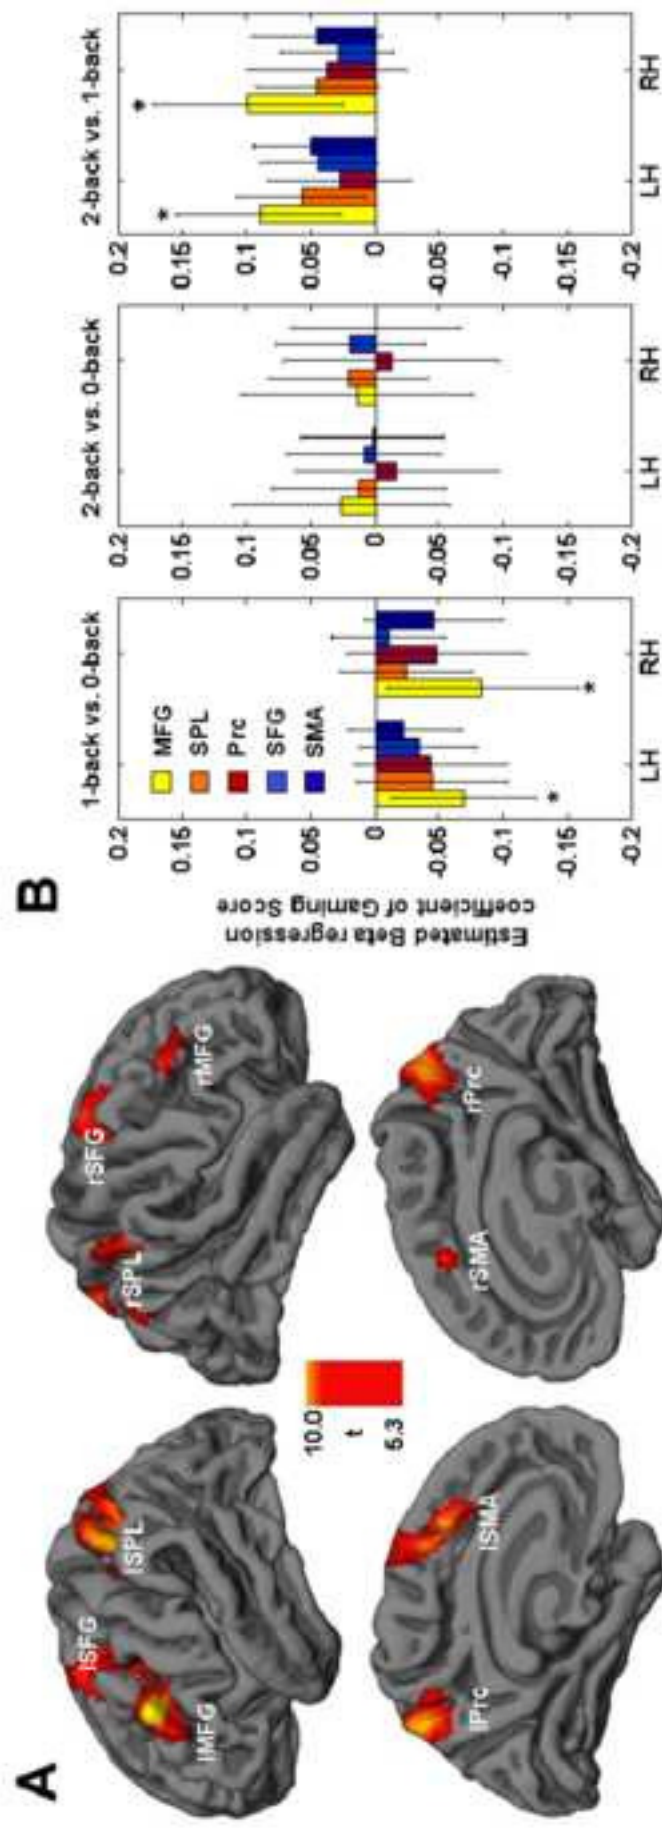 A
lSFG
lSPL
lMFG
rSFG
rSPL
rMFG
10.0
t
5.3
lPrc
lSMA
rSMA
rPrc
B
Estimated Beta regression
coefficient of Gaming Score
1-back vs. 0-back
0.2
0.15
0.1
0.05
0
-0.05
-0.1
-0.15
-0.2
MFG
SPL
Prc
SFG
SMA
*
*
LH RH
2-back vs. 0-back
0.2
0.15
0.1
0.05
0
-0.05
-0.1
-0.15
-0.2
LH RH
2-back vs. 1-back
0.2
0.15
0.1
0.05
0
-0.05
-0.1
-0.15
-0.2
*
*
LH RH